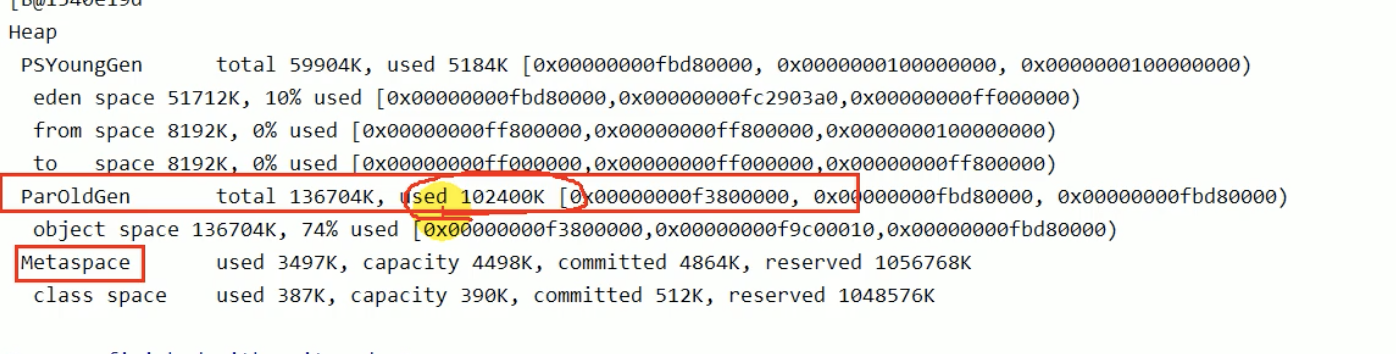 [B@1540e19d
Heap
 PSYoungGen      total 59904K, used 5184K [0x00000000fbd80000, 0x0000000100000000, 0x0000000100000000)
  eden space 51712K, 10% used [0x00000000fbd80000,0x00000000fc2903a0,0x00000000ff000000)
  from space 8192K, 0% used [0x00000000ff800000,0x00000000ff800000,0x0000000100000000)
  to   space 8192K, 0% used [0x00000000ff000000,0x00000000ff000000,0x00000000ff800000)
 ParOldGen       total 136704K, used 102400K [0x00000000f3800000, 0x00000000fbd80000, 0x00000000fbd80000)
  object space 136704K, 74% used [0x00000000f3800000,0x00000000f9c00010,0x00000000fbd80000)
 Metaspace       used 3497K, capacity 4498K, committed 4864K, reserved 1056768K
  class space    used 387K, capacity 390K, committed 512K, reserved 1048576K